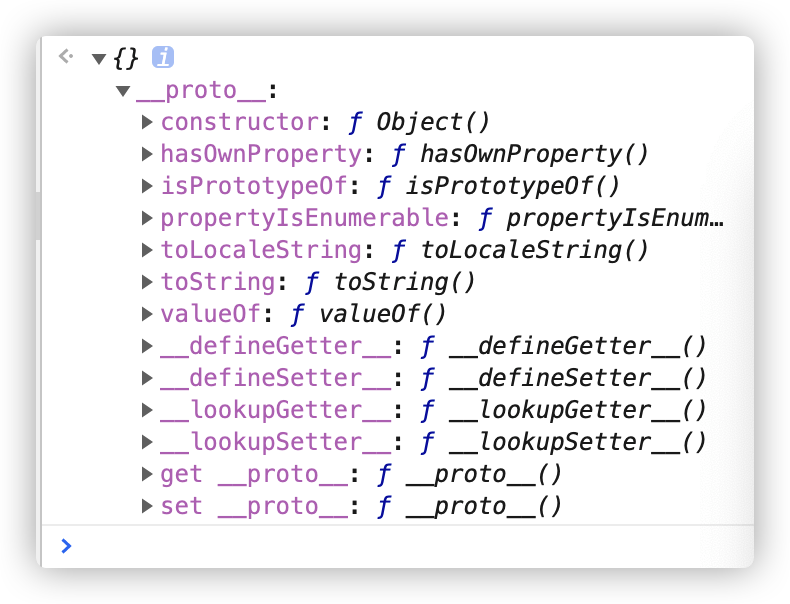 {} i
__proto__:
constructor: ƒ Object()
hasOwnProperty: ƒ hasOwnProperty()
isPrototypeOf: ƒ isPrototypeOf()
propertyIsEnumerable: ƒ propertyIsEnum…
toLocaleString: ƒ toLocaleString()
toString: ƒ toString()
valueOf: ƒ valueOf()
__defineGetter__: ƒ __defineGetter__()
__defineSetter__: ƒ __defineSetter__()
__lookupGetter__: ƒ __lookupGetter__()
__lookupSetter__: ƒ __lookupSetter__()
get __proto__: ƒ __proto__()
set __proto__: ƒ __proto__()